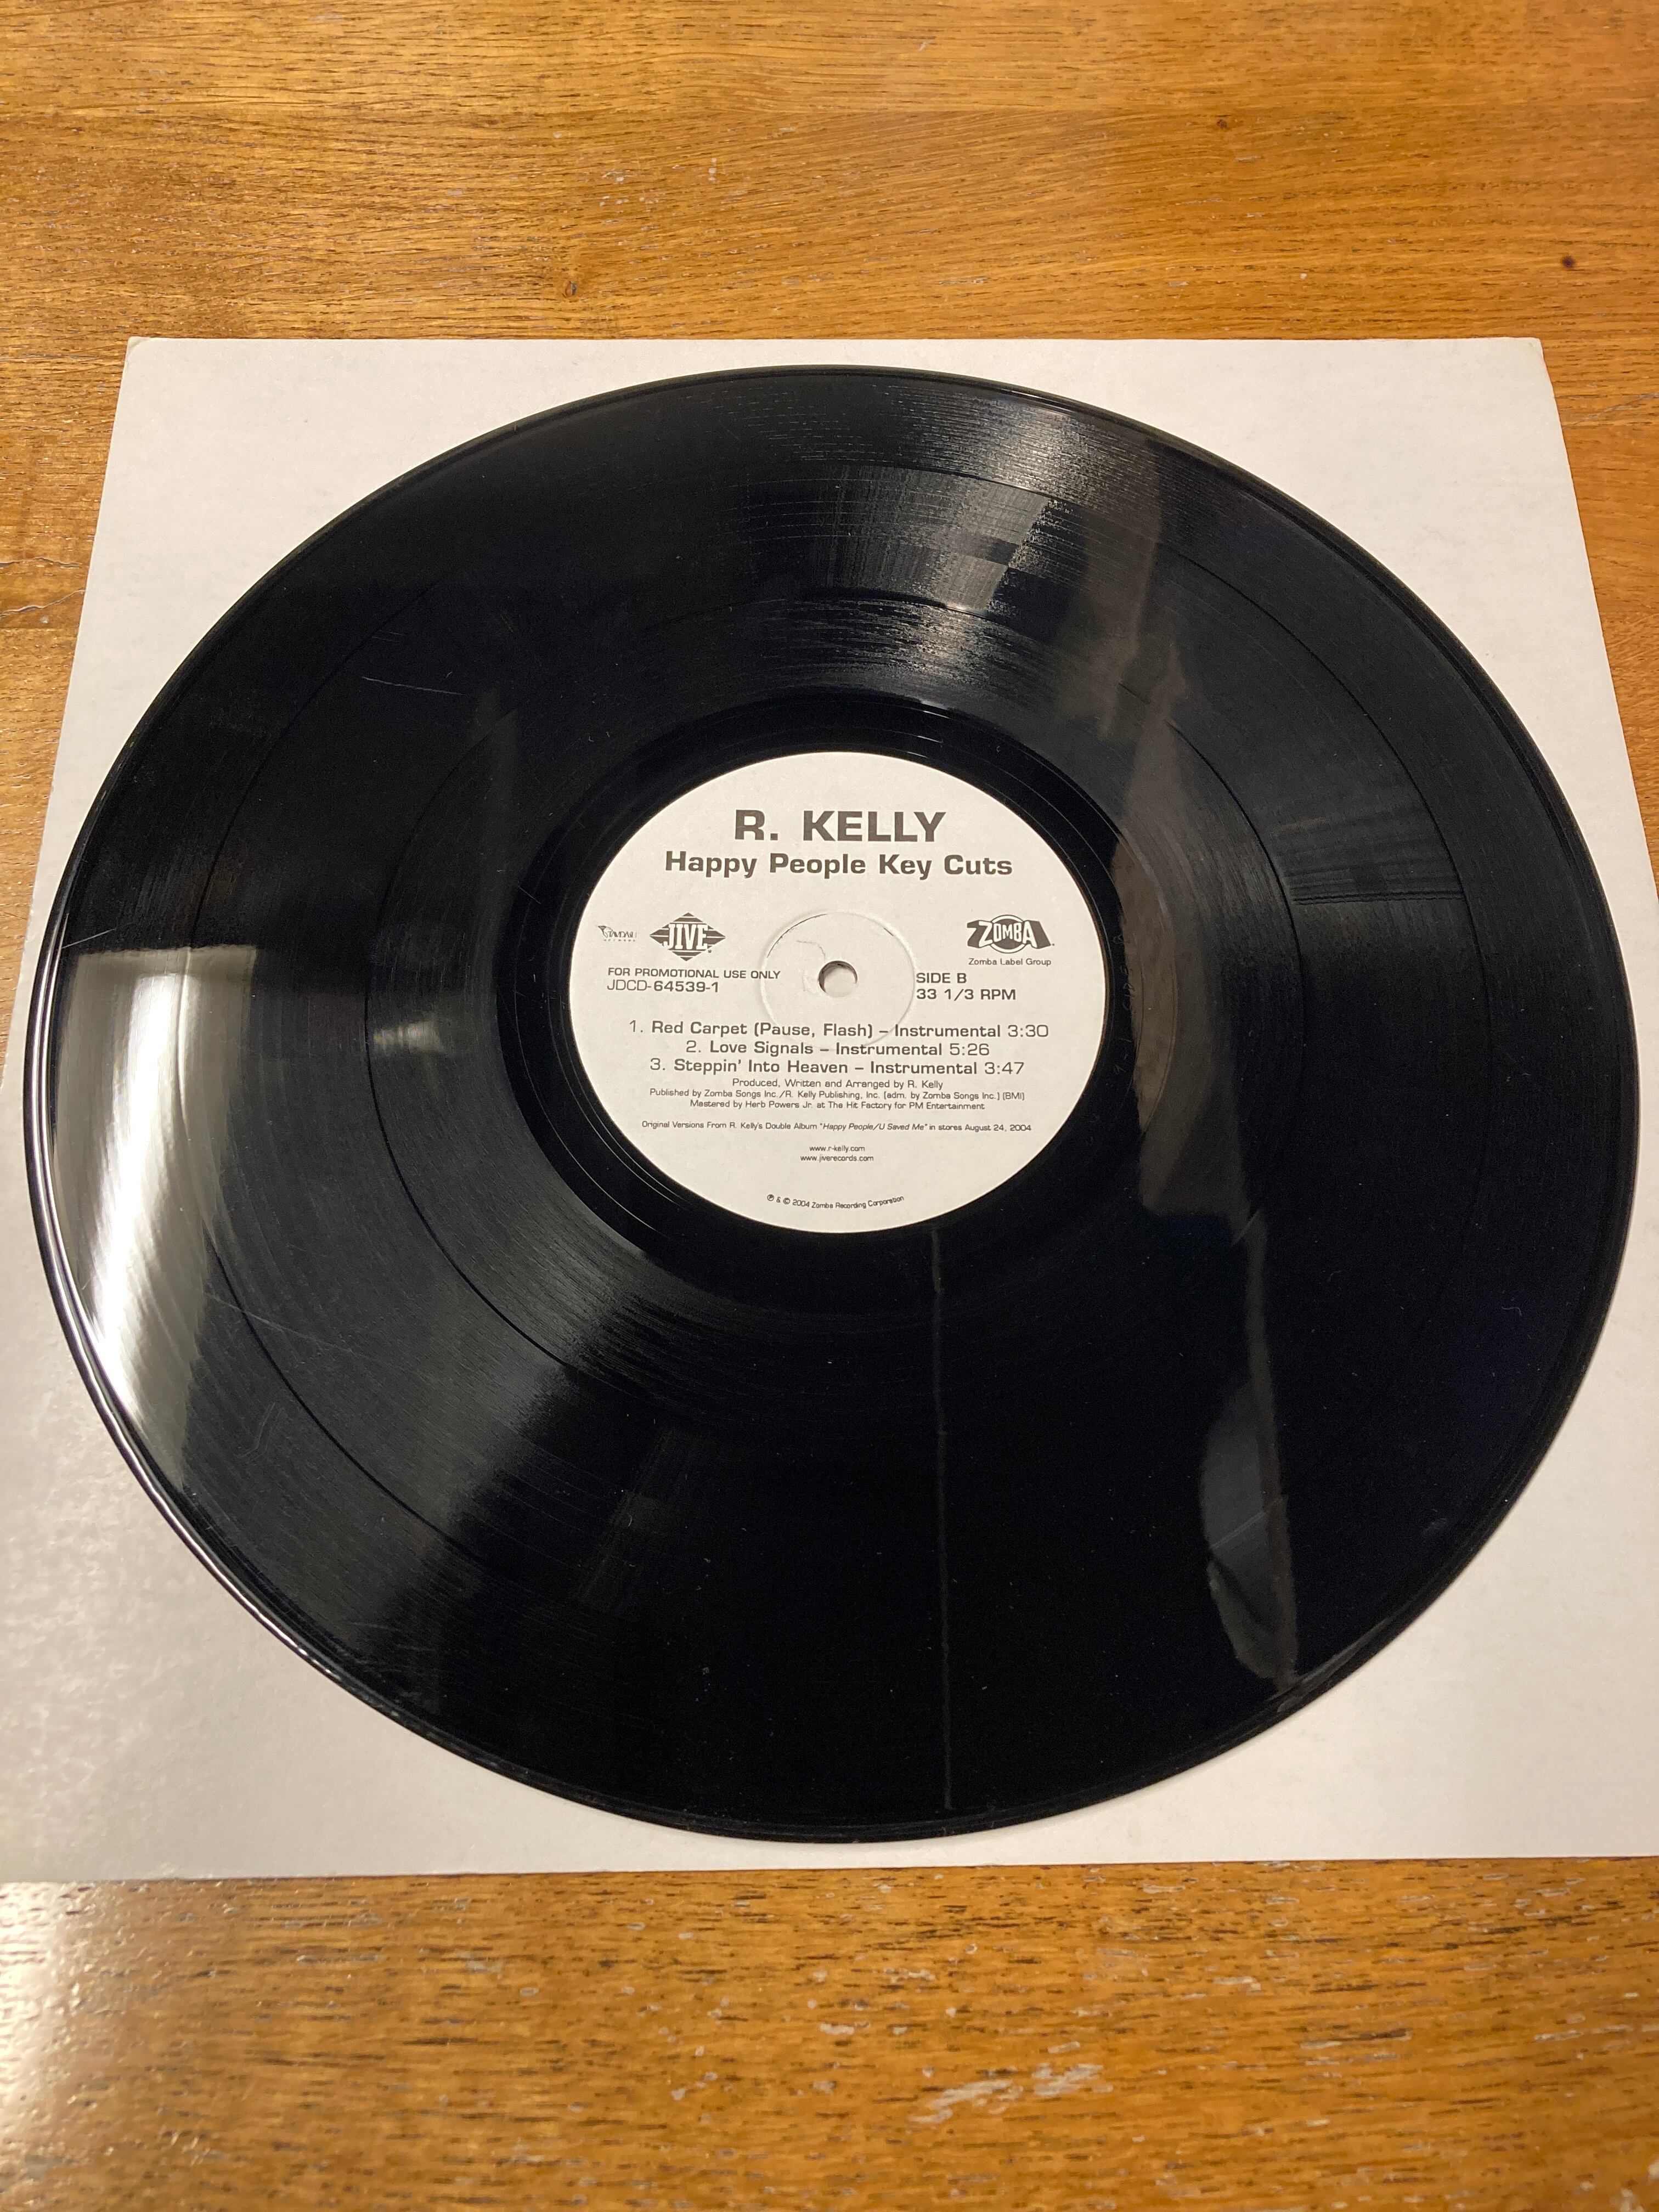 R. KELLY
Happy People Key Cuts
JIVE
ZOMBA
Zomba Label Group
FOR PROMOTIONAL USE ONLY
JDCD-64539-1
SIDE B
33 1/3 RPM
1. Red Carpet (Pause, Flash) – Instrumental 3:30
2. Love Signals – Instrumental 5:26
3. Steppin' Into Heaven – Instrumental 3:47
Produced, Written and Arranged by R. Kelly
Published by Zomba Songs Inc./R. Kelly Publishing, Inc. (adm. by Zomba Songs Inc.) (BMI)
Mastered by Herb Powers Jr. at The Hit Factory for PM Entertainment
Original Versions From R. Kelly's Double Album "Happy People/U Saved Me" in stores August 24, 2004
www.r-kelly.com
www.jiverecords.com
℗ & © 2004 Zomba Recording Corporation